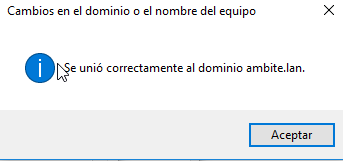 Cambios en el dominio o el nombre del equipo
Se unió correctamente al dominio ambite.lan.
Aceptar